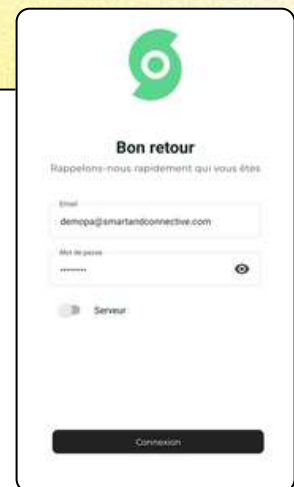 Bon retour
Rappelons-nous rapidement qui vous êtes
Email
demopa@smartandconnective.com
Mot de passe
Serveur
Connexion